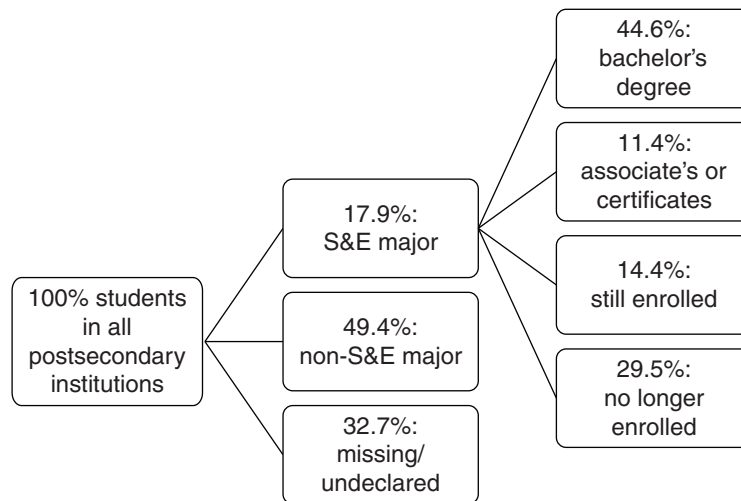 100% students
in all
postsecondary
institutions
17.9%:
S&E major
49.4%:
non-S&E major
32.7%:
missing/
undeclared
44.6%:
bachelor’s
degree
11.4%:
associate’s or
certificates
14.4%:
still enrolled
29.5%:
no longer
enrolled